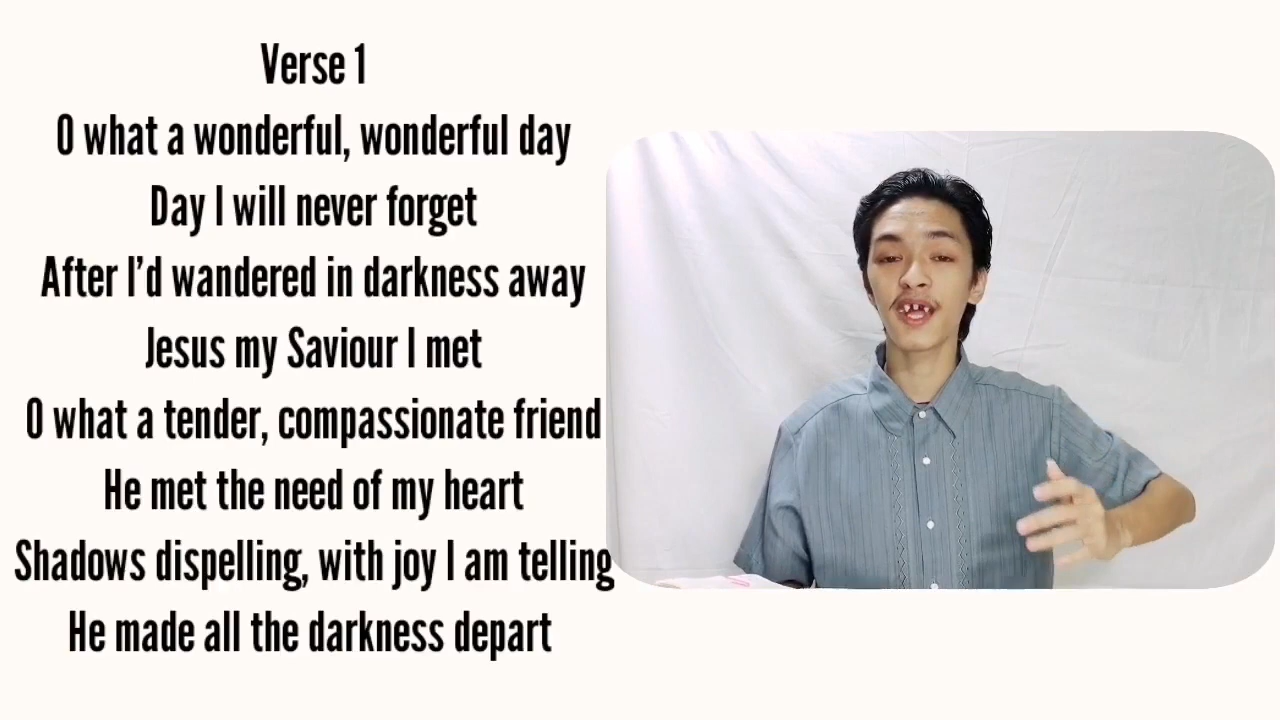 Verse 1
O what a wonderful, wonderful day
Day I will never forget
After I’d wandered in darkness away
Jesus my Saviour I met
O what a tender, compassionate friend
He met the need of my heart
Shadows dispelling, with joy I am telling
He made all the darkness depart